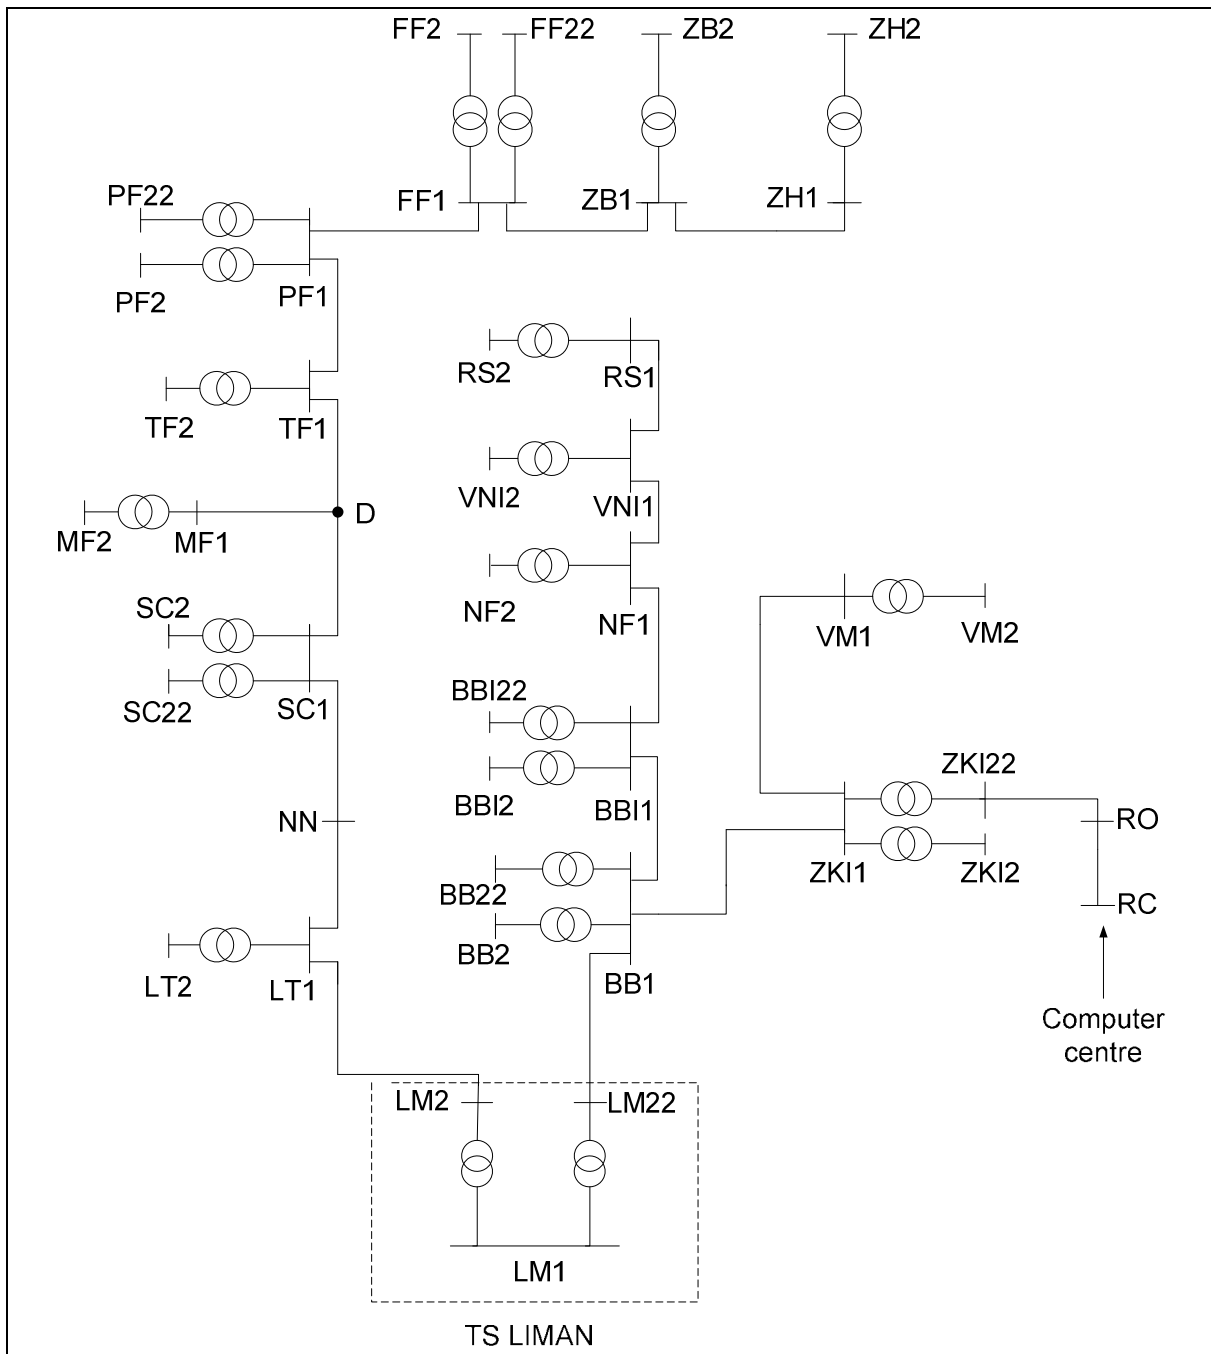 FF2
FF22
ZB2
ZH2
PF22
FF1
ZB1
ZH1
PF2
PF1
RS2
RS1
TF2
TF1
VNI2
VNI1
D
MF2
MF1
SC2
NF2
NF1
VM1
VM2
BBI22
SC22
SC1
ZKI22
BBI2
BBI1
NN
RO
BB22
ZKI1
ZKI2
RC
BB2
LT2
LT1
BB1
Computer
centre
LM2
LM22
LM1
TS LIMAN